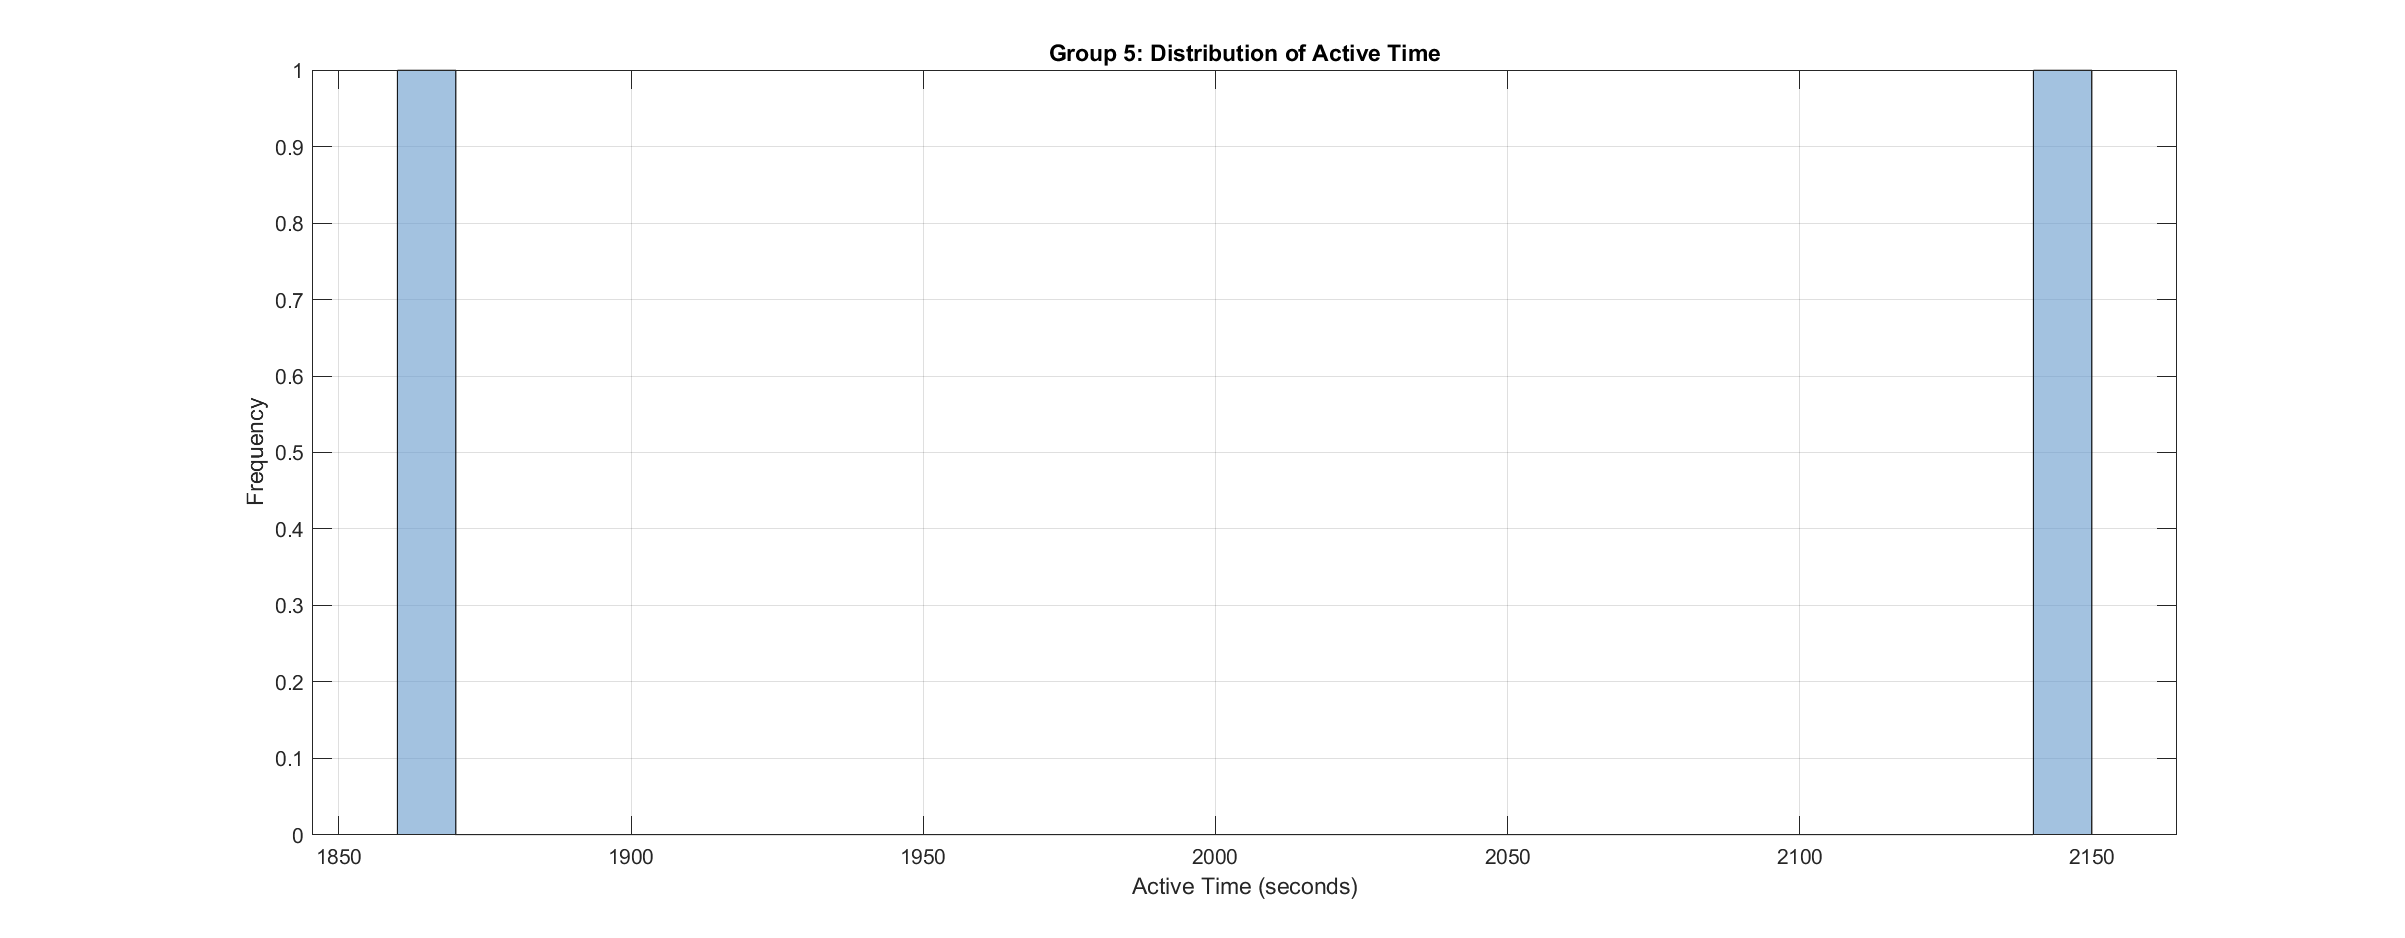 Group 5: Distribution of Active Time
1
0.9
0.8
0.7
0.6
0.5
0.4
0.3
0.2
0.1
0
Frequency
1850 1900 1950 2000 2050 2100 2150
Active Time (seconds)